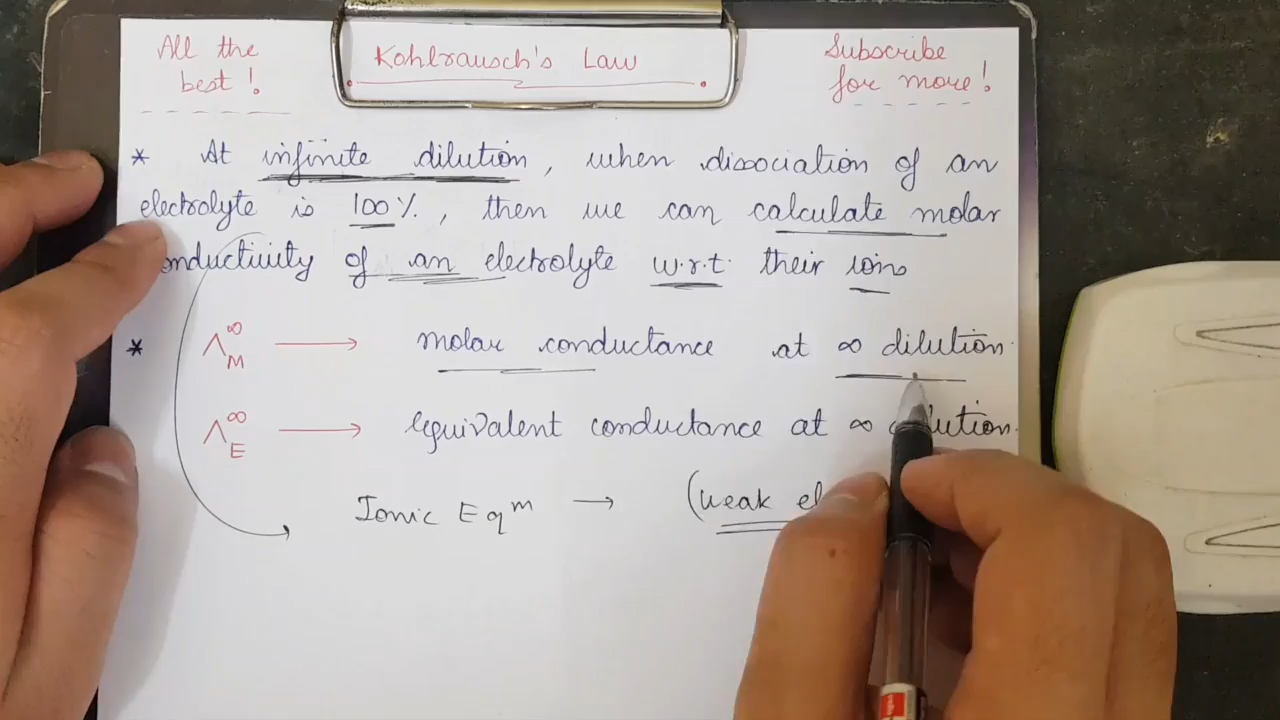 All the
best !
Kohlrausch's Law
Subscribe
for more!
* At infinite dilution, when dissociation of an
electrolyte is 100%, then we can calculate molar
conductivity of an electrolyte w.r.t. their ions
* Λ∞M → molar conductance at ∞ dilution.
Λ∞E → equivalent conductance at ∞ dilution.
Ionic Eqm → (weak el